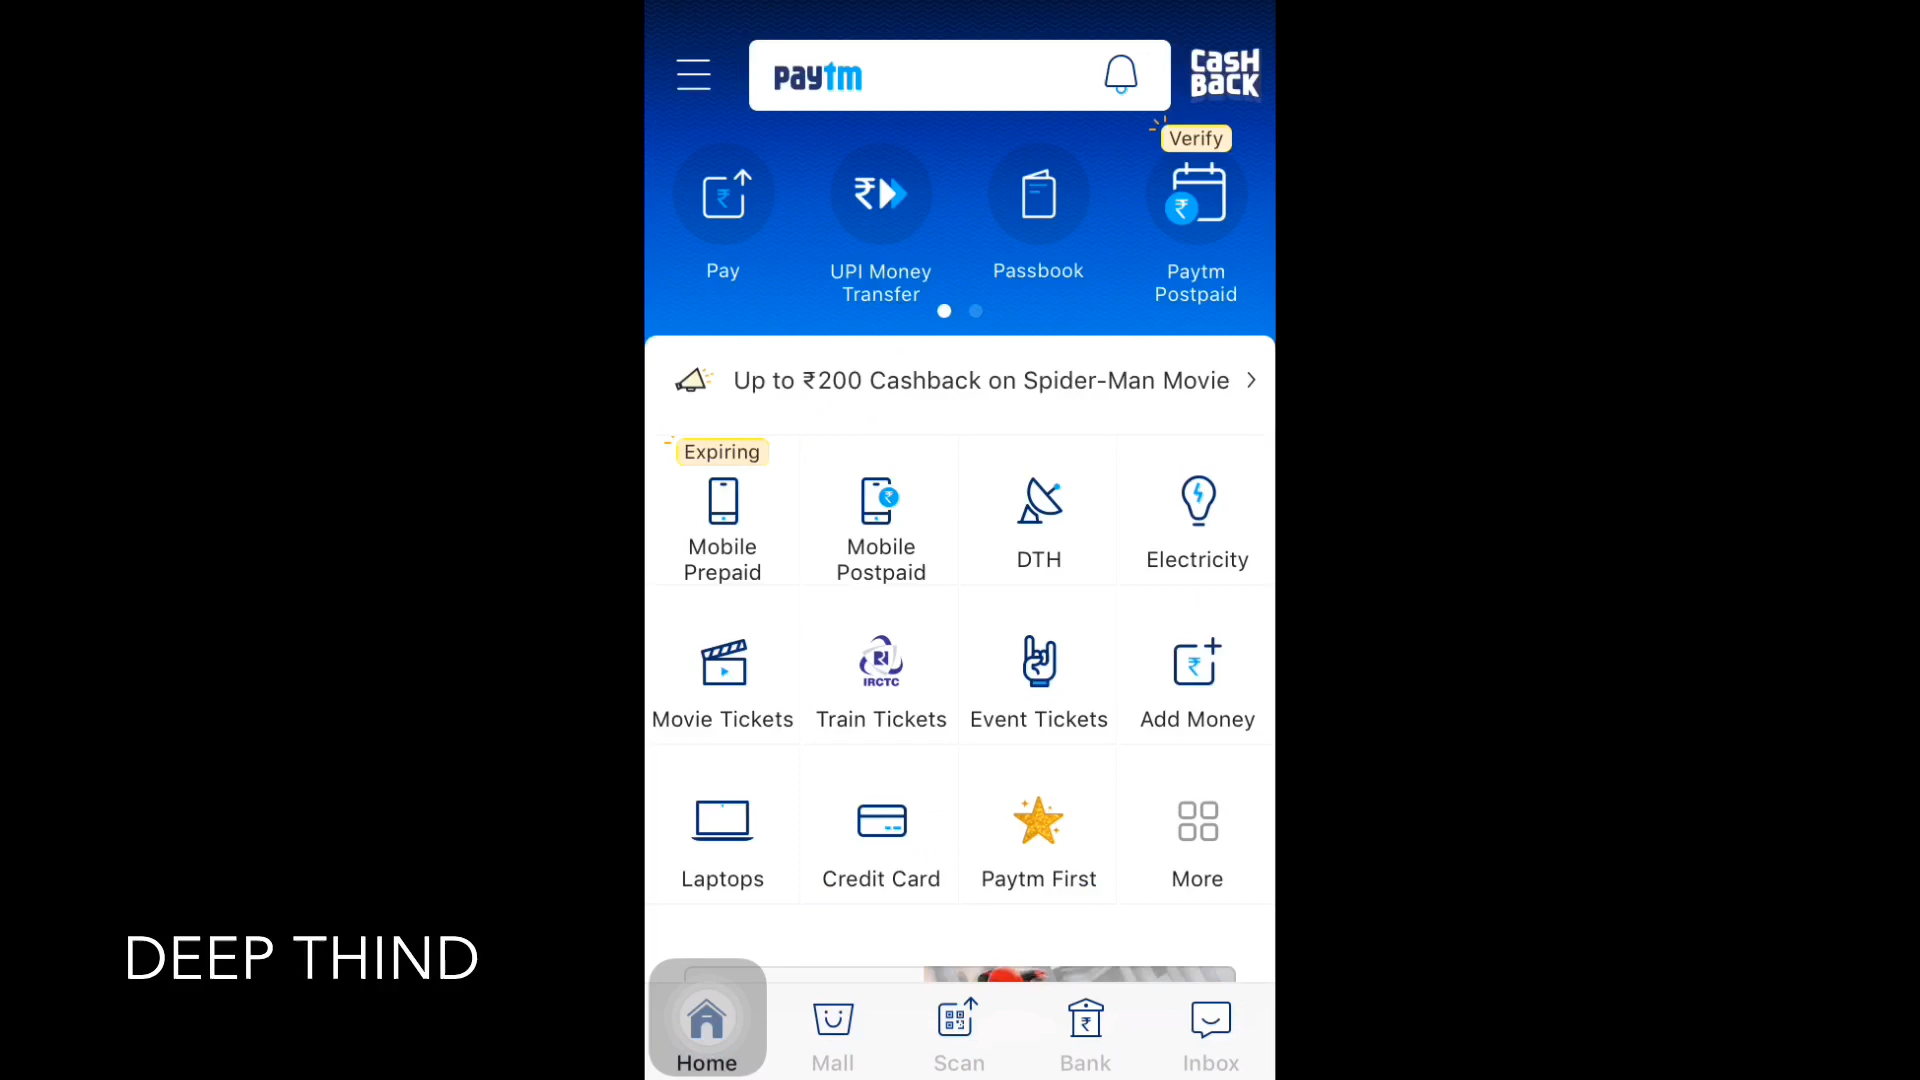 paytm
CASH
BACK
Verify
Pay
UPI Money
Transfer
Passbook
Paytm
Postpaid
Up to ₹200 Cashback on Spider-Man Movie
Expiring
Mobile
Prepaid
Mobile
Postpaid
DTH
Electricity
IRCTC
Movie Tickets
Train Tickets
Event Tickets
Add Money
Laptops
Credit Card
Paytm First
More
DEEP THIND
Home
Mall
Scan
Bank
Inbox